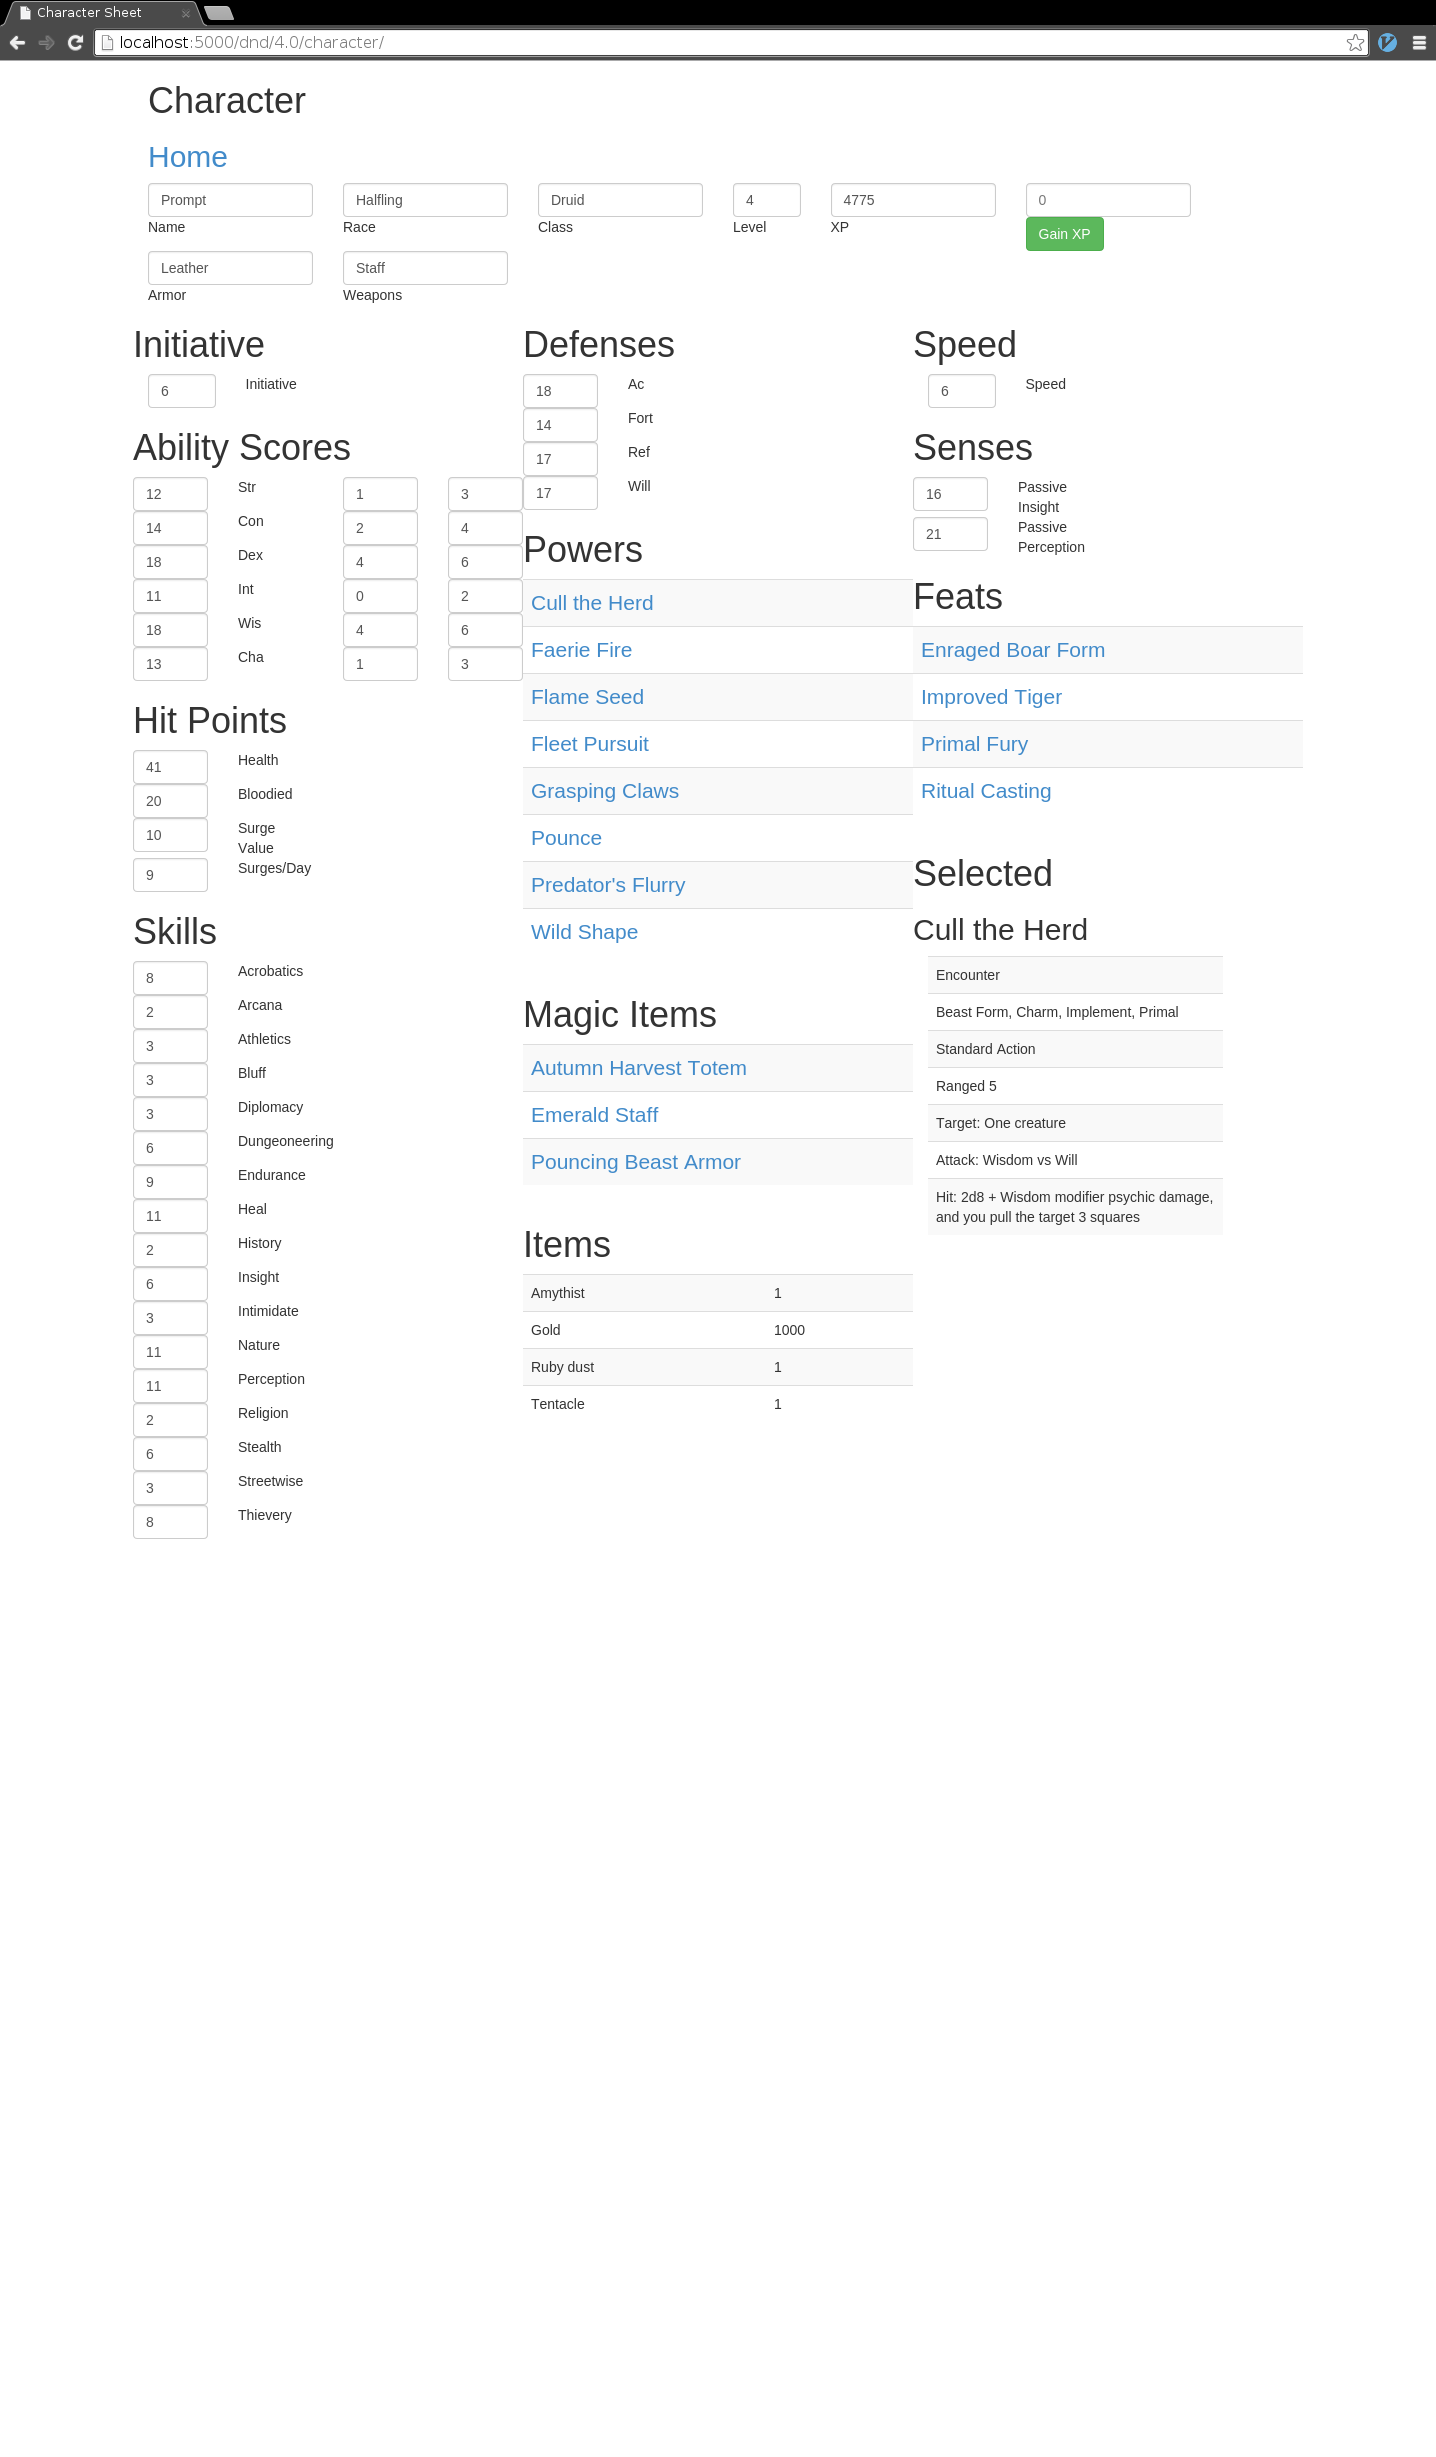 Character Sheet
localhost:5000/dnd/4.0/character/
Character
Home
Prompt Halfling Druid 4 4775 0
Name Race Class Level XP
Gain XP
Leather Staff
Armor Weapons
Initiative
6 Initiative
Ability Scores
12 Str 1 3
14 Con 2 4
18 Dex 4 6
11 Int 0 2
18 Wis 4 6
13 Cha 1 3
Hit Points
41 Health
20 Bloodied
10 Surge
Value
9 Surges/Day
Skills
8 Acrobatics
2 Arcana
3 Athletics
3 Bluff
3 Diplomacy
6 Dungeoneering
9 Endurance
11 Heal
2 History
6 Insight
3 Intimidate
11 Nature
11 Perception
2 Religion
6 Stealth
3 Streetwise
8 Thievery
Defenses
18 Ac
14 Fort
17 Ref
17 Will
Powers
Cull the Herd
Faerie Fire
Flame Seed
Fleet Pursuit
Grasping Claws
Pounce
Predator's Flurry
Wild Shape
Magic Items
Autumn Harvest Totem
Emerald Staff
Pouncing Beast Armor
Items
Amythist 1
Gold 1000
Ruby dust 1
Tentacle 1
Speed
6 Speed
Senses
16 Passive
Insight
21 Passive
Perception
Feats
Enraged Boar Form
Improved Tiger
Primal Fury
Ritual Casting
Selected
Cull the Herd
Encounter
Beast Form, Charm, Implement, Primal
Standard Action
Ranged 5
Target: One creature
Attack: Wisdom vs Will
Hit: 2d8 + Wisdom modifier psychic damage,
and you pull the target 3 squares